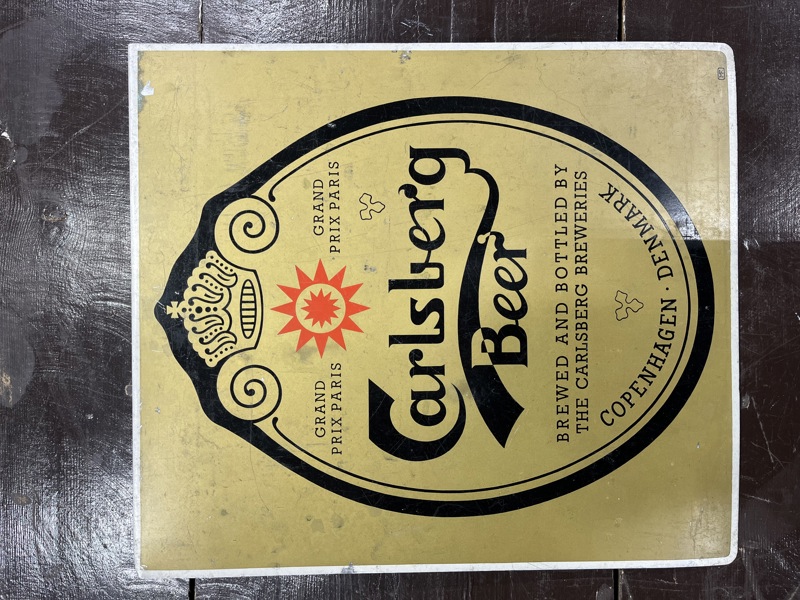 GRAND
PRIX PARIS
GRAND
PRIX PARIS
Carlsberg
Beer
BREWED AND BOTTLED BY
THE CARLSBERG BREWERIES
COPENHAGEN · DENMARK